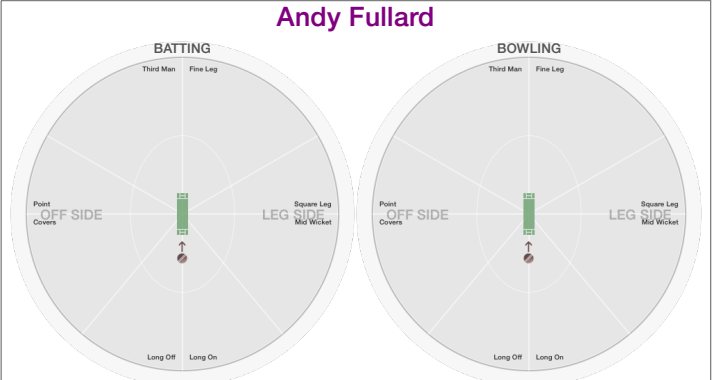 Andy Fullard
BATTING
BOWLING
Third Man Fine Leg
Third Man Fine Leg
Point
Square Leg
OFF SIDE
LEG SIDE
Covers
Mid Wicket
Point
Square Leg
OFF SIDE
LEG SIDE
Covers
Mid Wicket
Long Off Long On
Long Off Long On